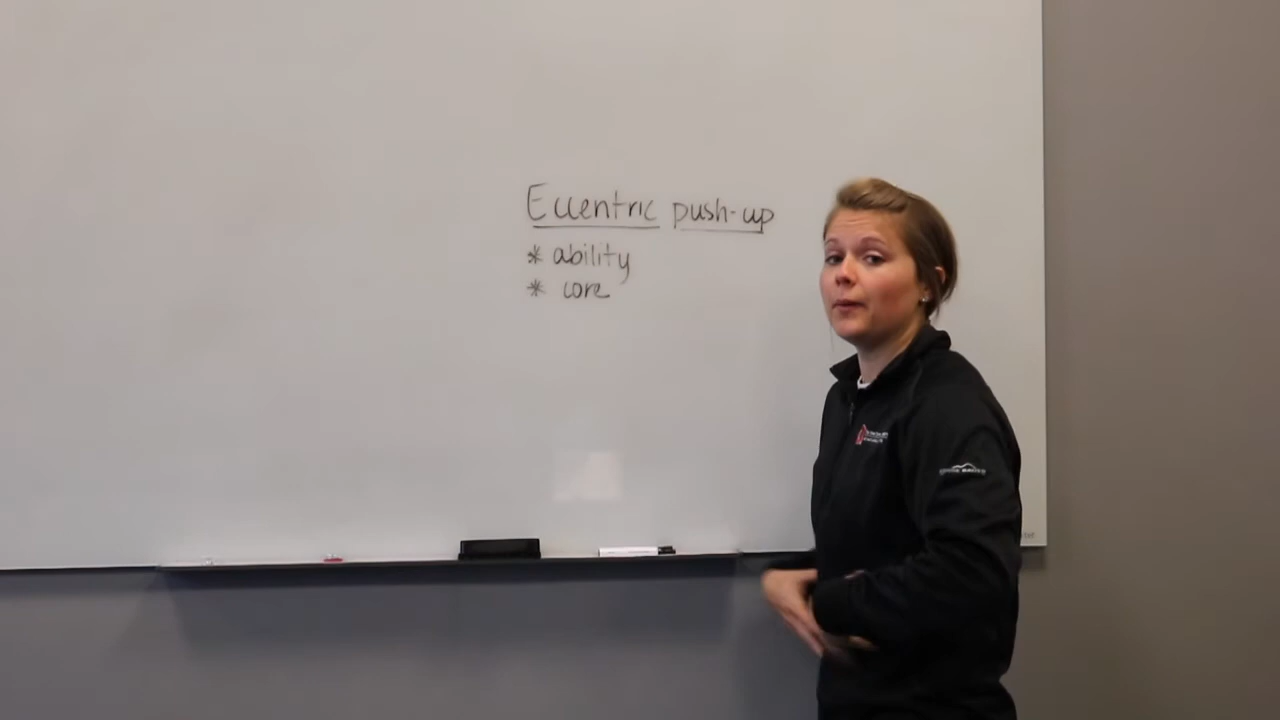 Eccentric push-up
* ability
* core